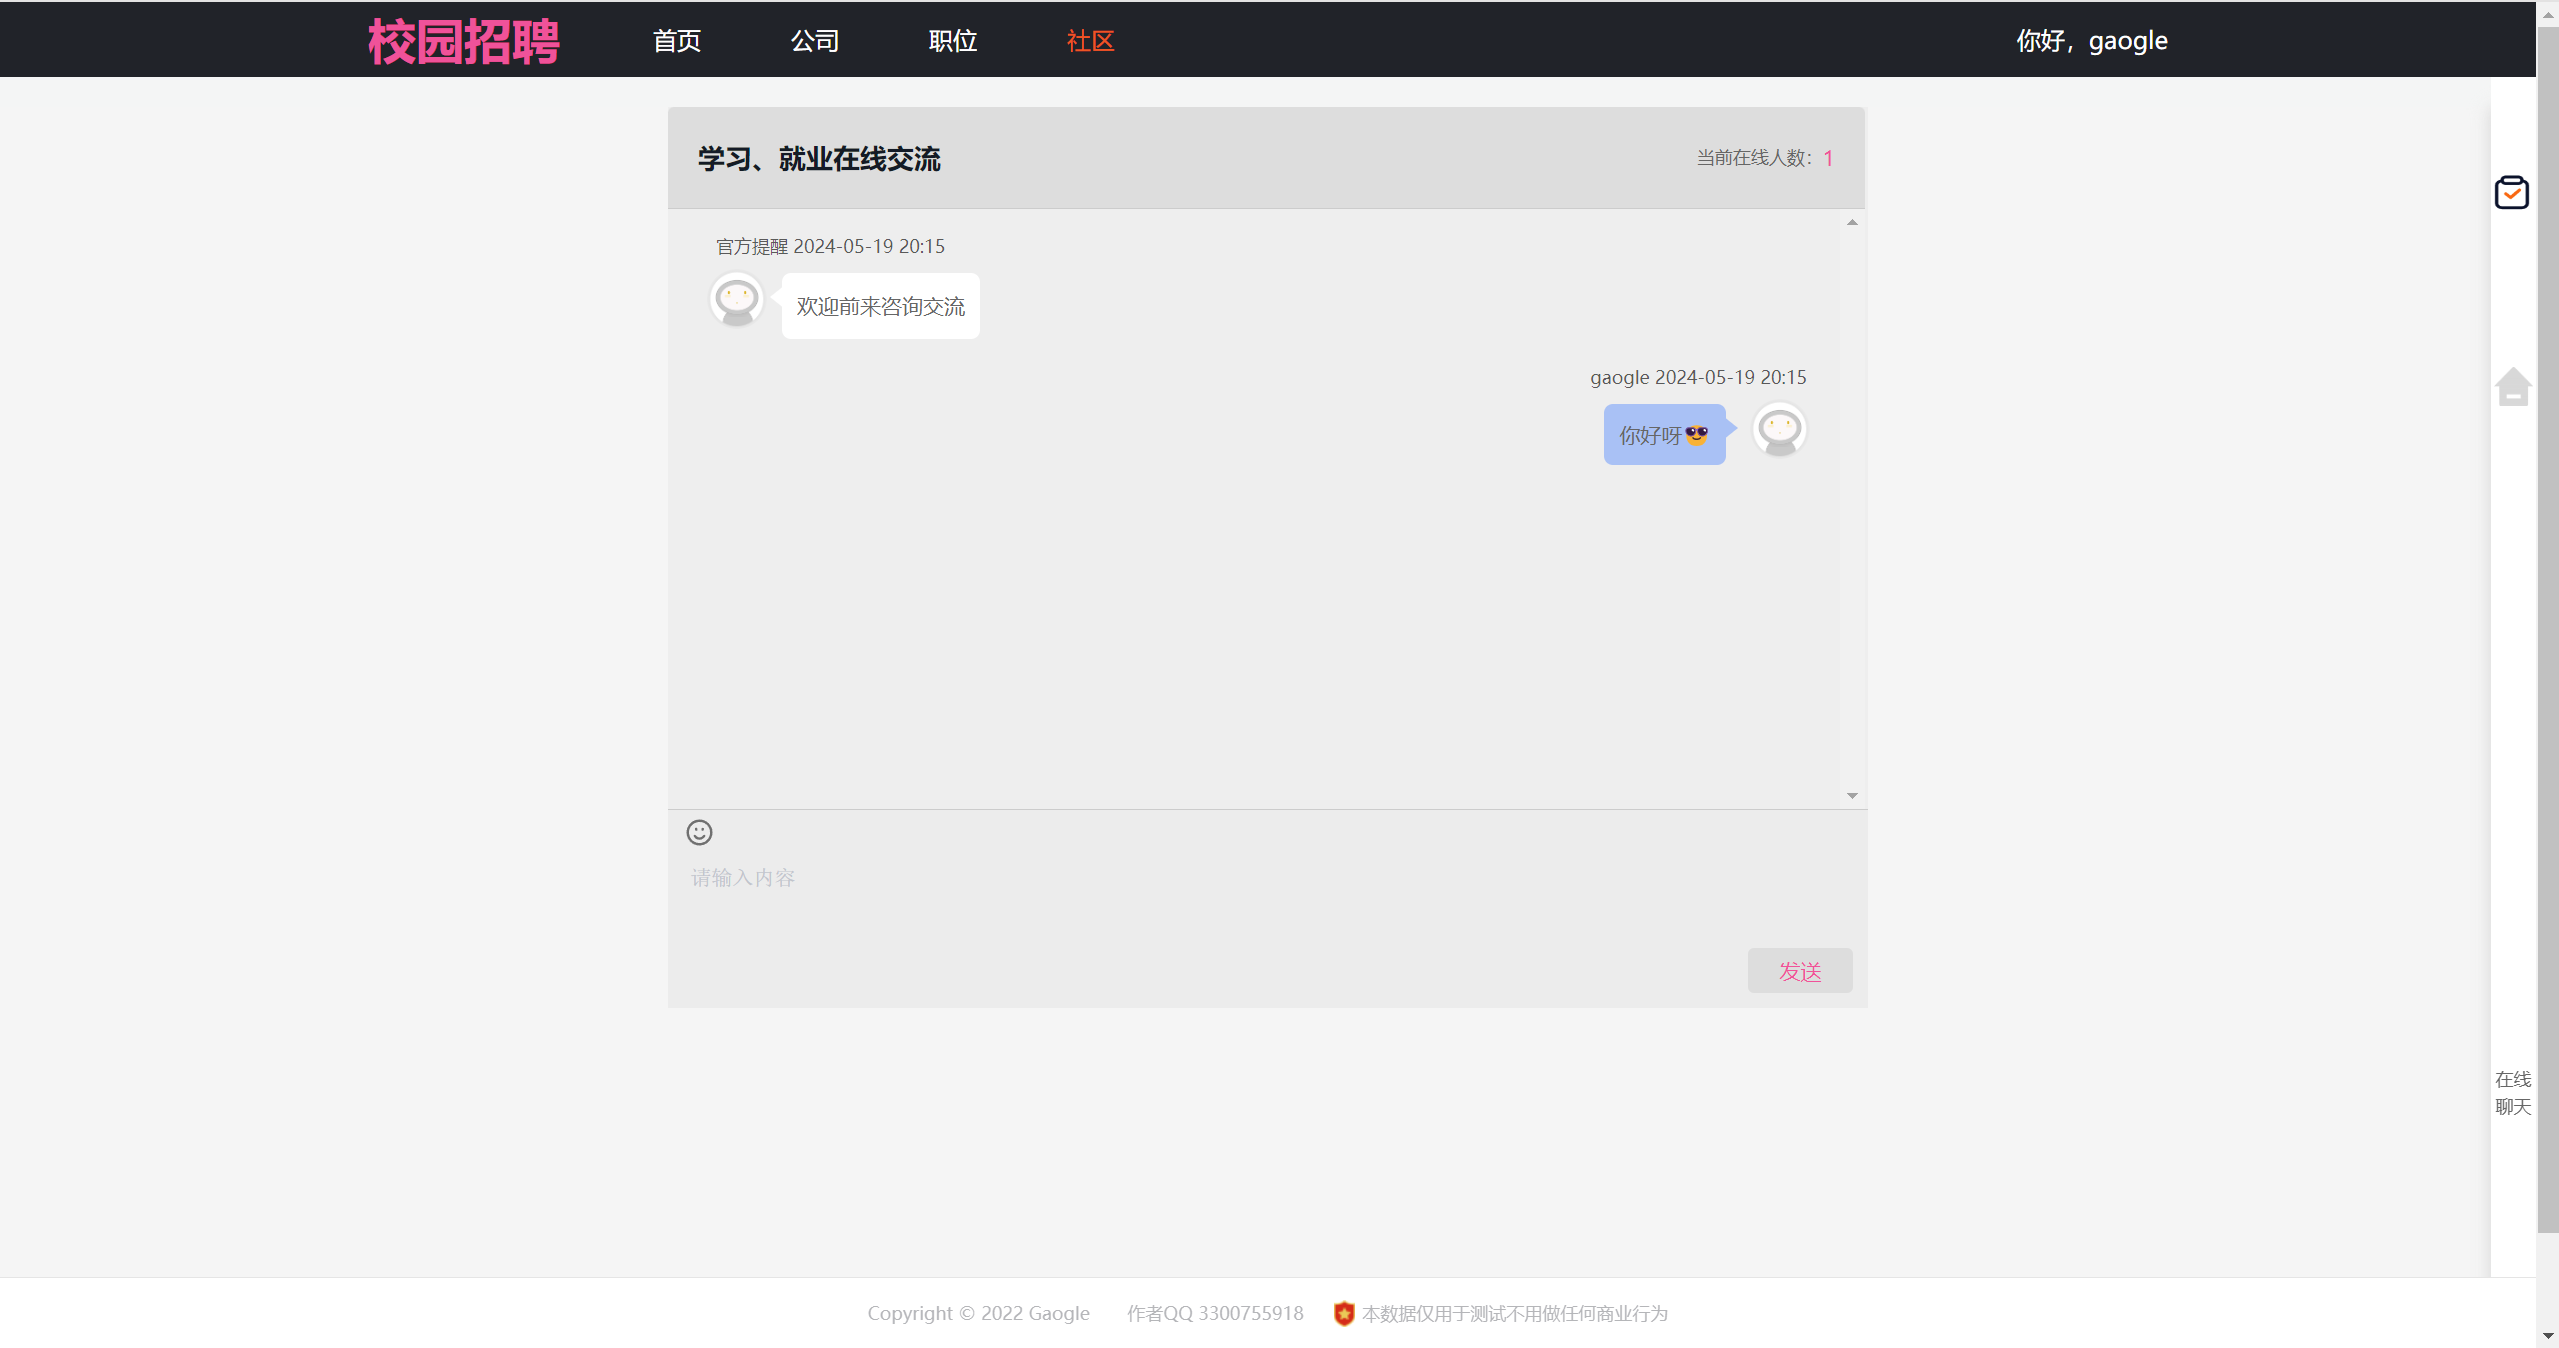 校园招聘 首页 公司 职位 社区 你好，gaogle
学习、就业在线交流 当前在线人数：1
官方提醒 2024-05-19 20:15
欢迎前来咨询交流
gaogle 2024-05-19 20:15
你好呀😎
请输入内容
发送
在线
聊天
Copyright © 2022 Gaogle 作者QQ 3300755918 本数据仅用于测试不用做任何商业行为